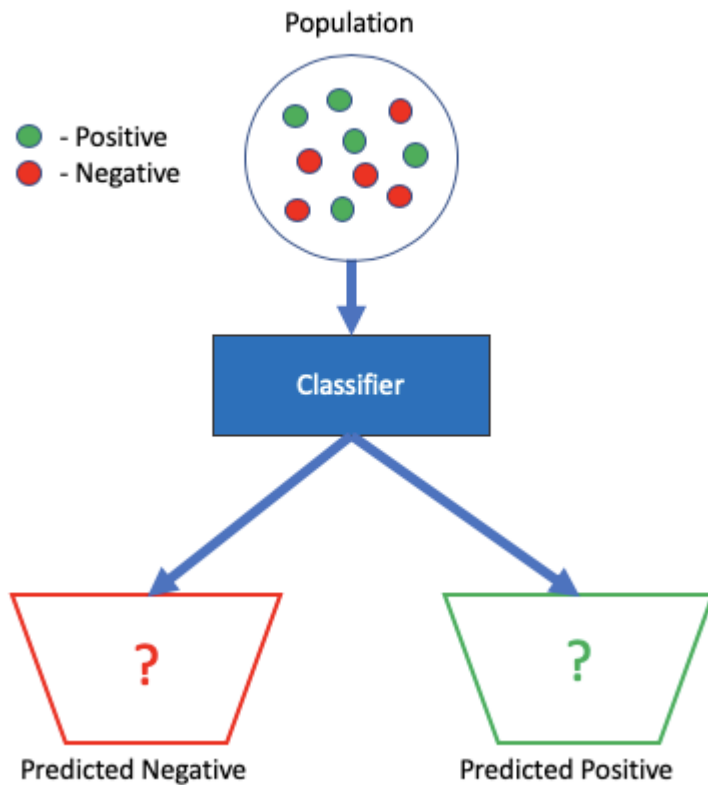 Population
- Positive
- Negative
Classifier
?
?
Predicted Negative
Predicted Positive